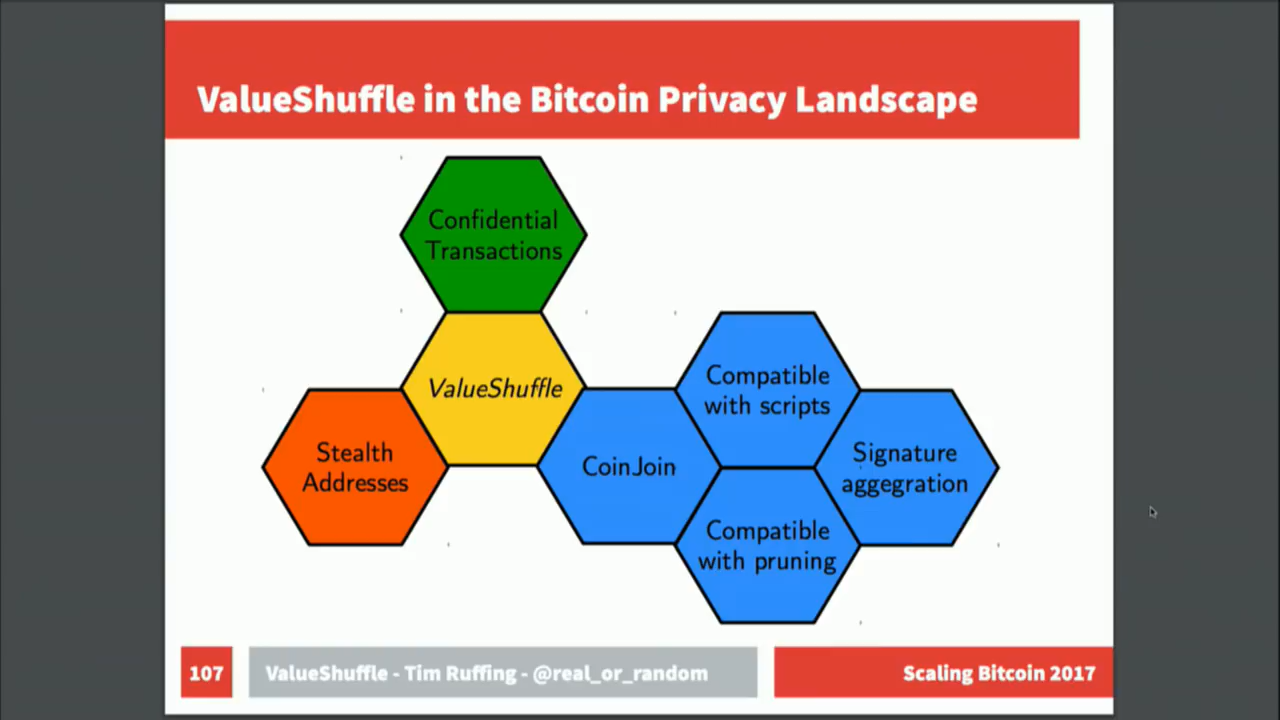 ValueShuffle in the Bitcoin Privacy Landscape
Confidential
Transactions
ValueShuffle
Stealth
Addresses
CoinJoin
Compatible
with scripts
Compatible
with pruning
Signature
aggegration
107
ValueShuffle - Tim Ruffing - @real_or_random
Scaling Bitcoin 2017